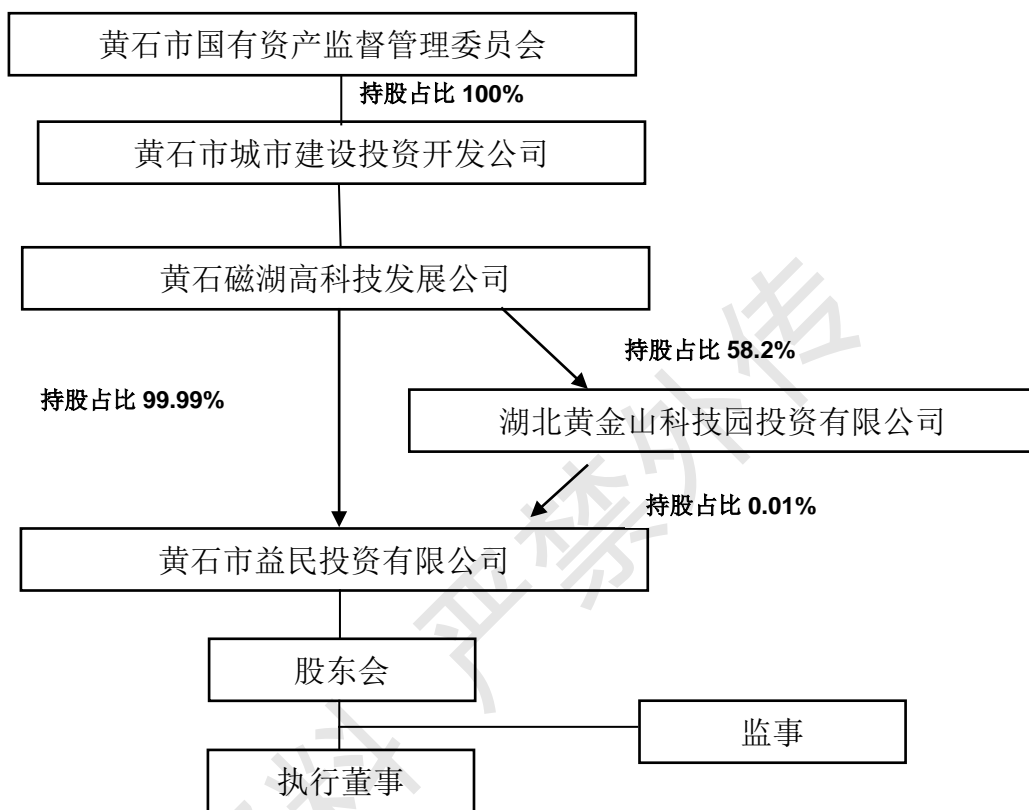 黄石市国有资产监督管理委员会
持股占比 100%
黄石市城市建设投资开发公司
黄石磁湖高科技发展公司
持股占比 58.2%
持股占比 99.99%
湖北黄金山科技园投资有限公司
持股占比 0.01%
黄石市益民投资有限公司
股东会
监事
执行董事
料 严禁外传